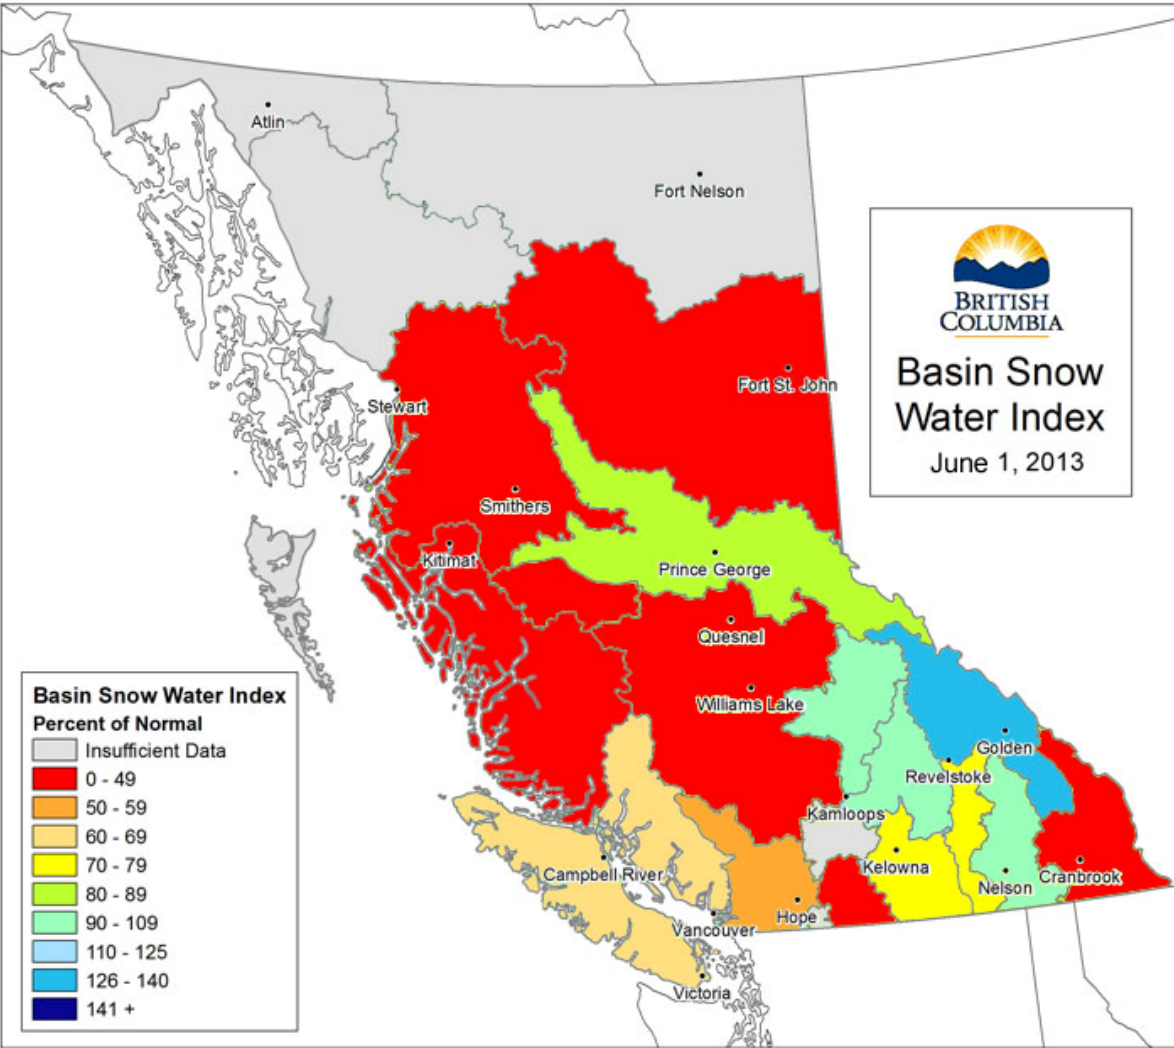 Atlin
Fort Nelson
BRITISH
COLUMBIA
Basin Snow
Water Index
June 1, 2013
Fort St. John
Stewart
Smithers
Kitimat
Prince George
Quesnel
Williams Lake
Golden
Revelstoke
Kamloops
Kelowna
Campbell River
Cranbrook
Nelson
Hope
Vancouver
Victoria
Basin Snow Water Index
Percent of Normal
Insufficient Data
0 - 49
50 - 59
60 - 69
70 - 79
80 - 89
90 - 109
110 - 125
126 - 140
141 +